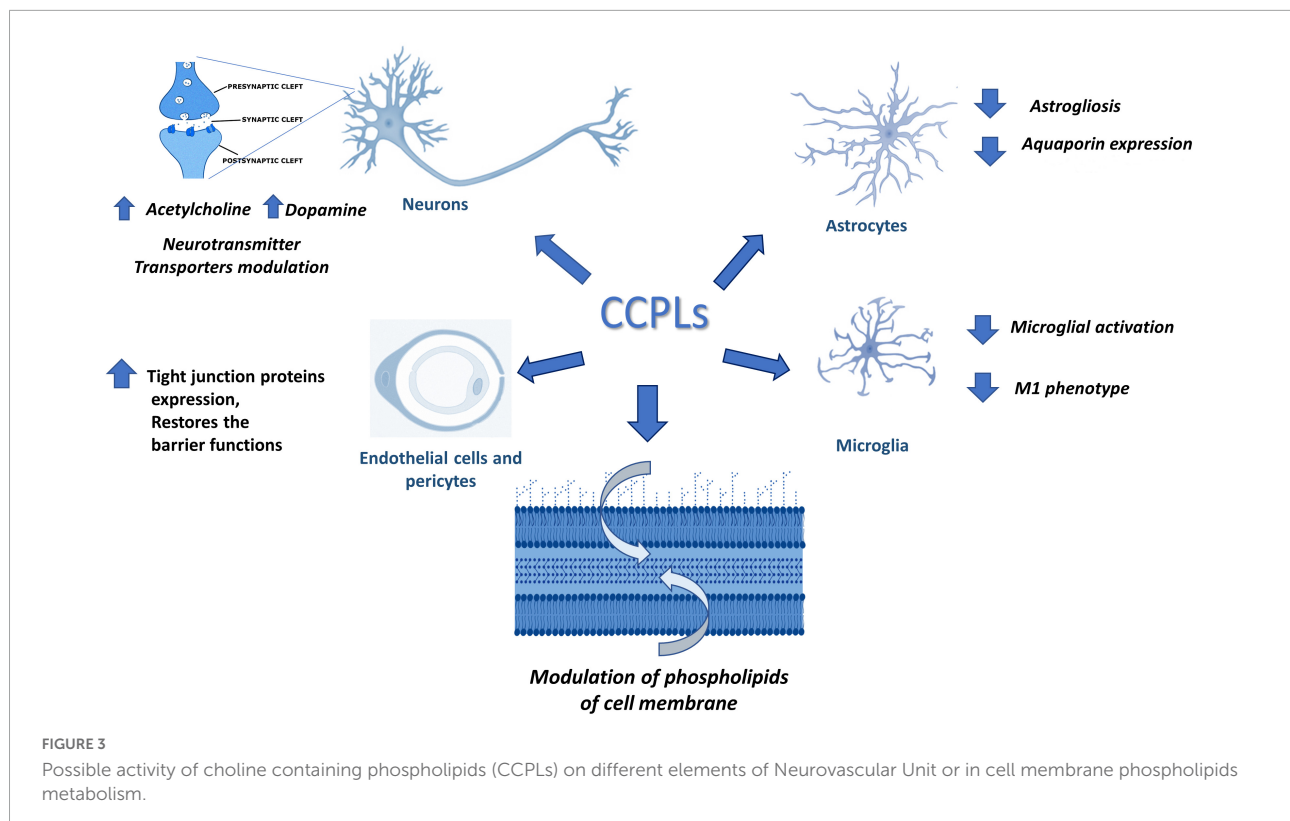 PRESYNAPTIC CLEFT
SYNAPTIC CLEFT
POSTSYNAPTIC CLEFT
Acetylcholine
Dopamine
Neurotransmitter
Transporters modulation
Neurons
Astrogliosis
Aquaporin expression
Astrocytes
CCPLs
Tight junction proteins
expression,
Restores the
barrier functions
Endothelial cells and
pericytes
Microglial activation
M1 phenotype
Microglia
Modulation of phospholipids
of cell membrane
FIGURE 3
Possible activity of choline containing phospholipids (CCPLs) on different elements of Neurovascular Unit or in cell membrane phospholipids
metabolism.